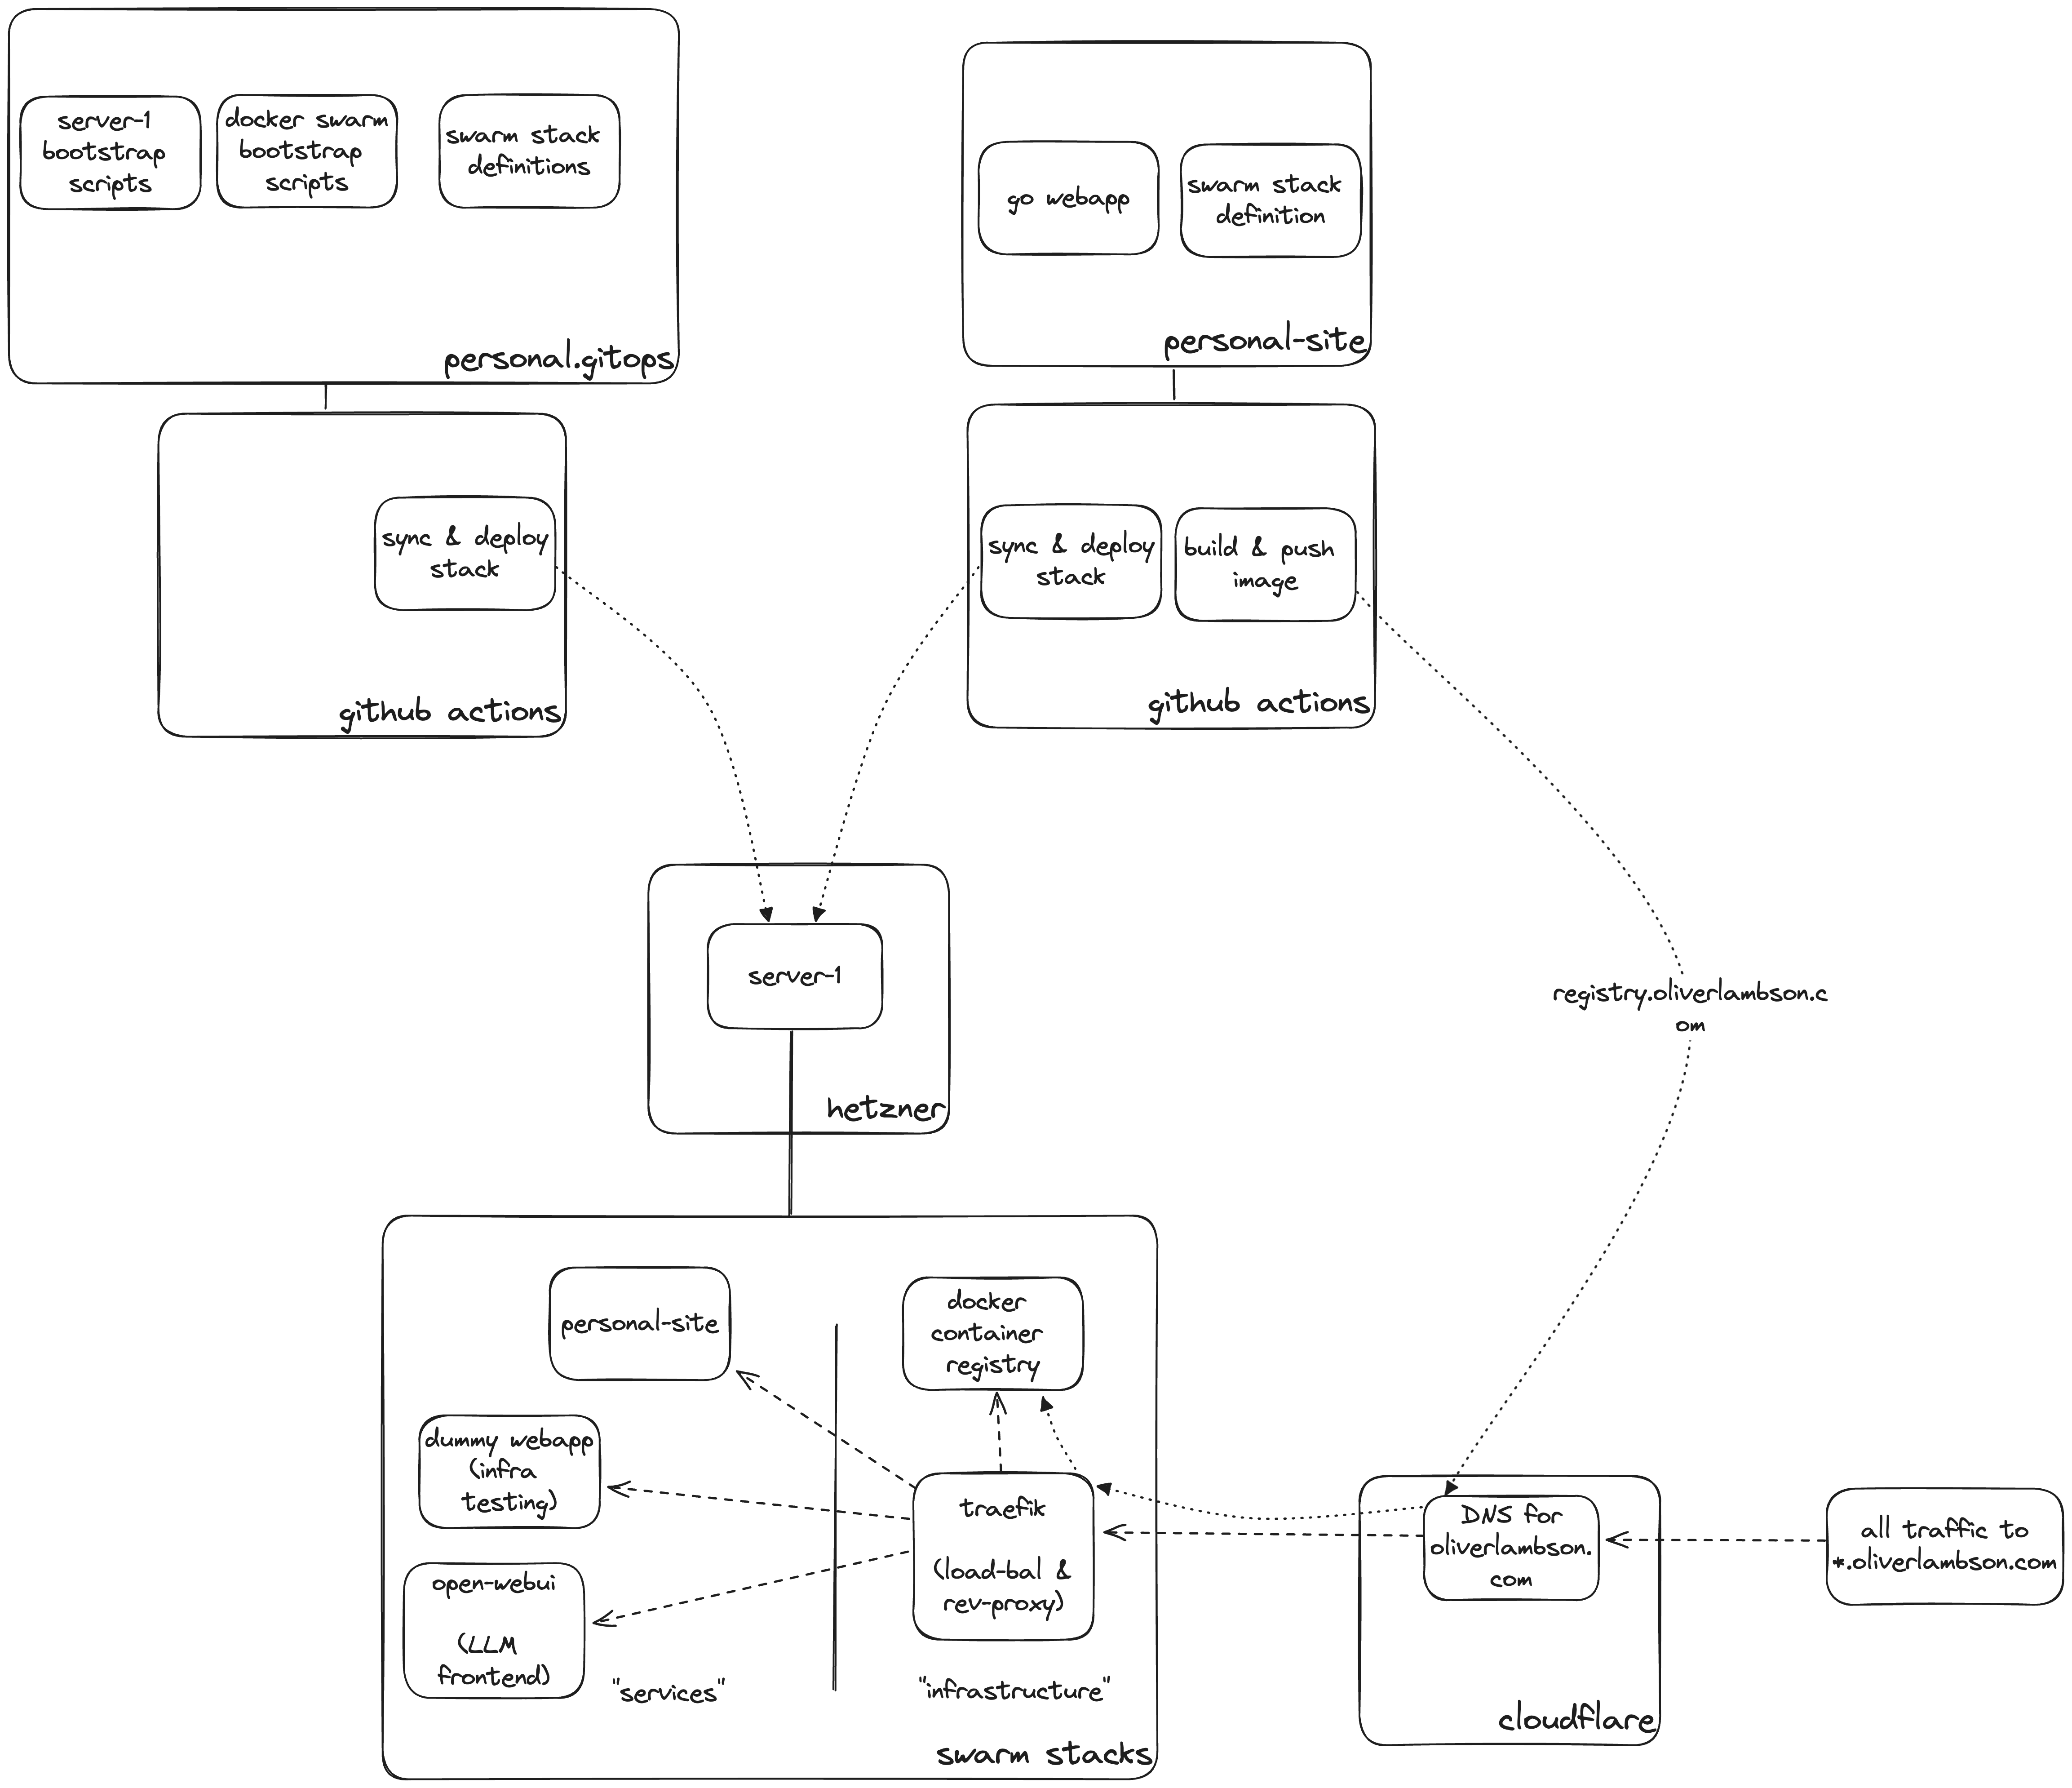 server-1
bootstrap
scripts
docker swarm
bootstrap
scripts
swarm stack
definitions
personal.gitops
go webapp
swarm stack
definition
personal-site
sync & deploy
stack
github actions
sync & deploy
stack
build & push
image
github actions
server-1
hetzner
registry.oliverlambson.c
om
personal-site
docker
container
registry
dummy webapp
(infra
testing)
traefik
(load-bal &
rev-proxy)
open-webui
(LLM
frontend)
"services"
"infrastructure"
swarm stacks
DNS for
oliverlambson.
com
cloudflare
all traffic to
*.oliverlambson.com